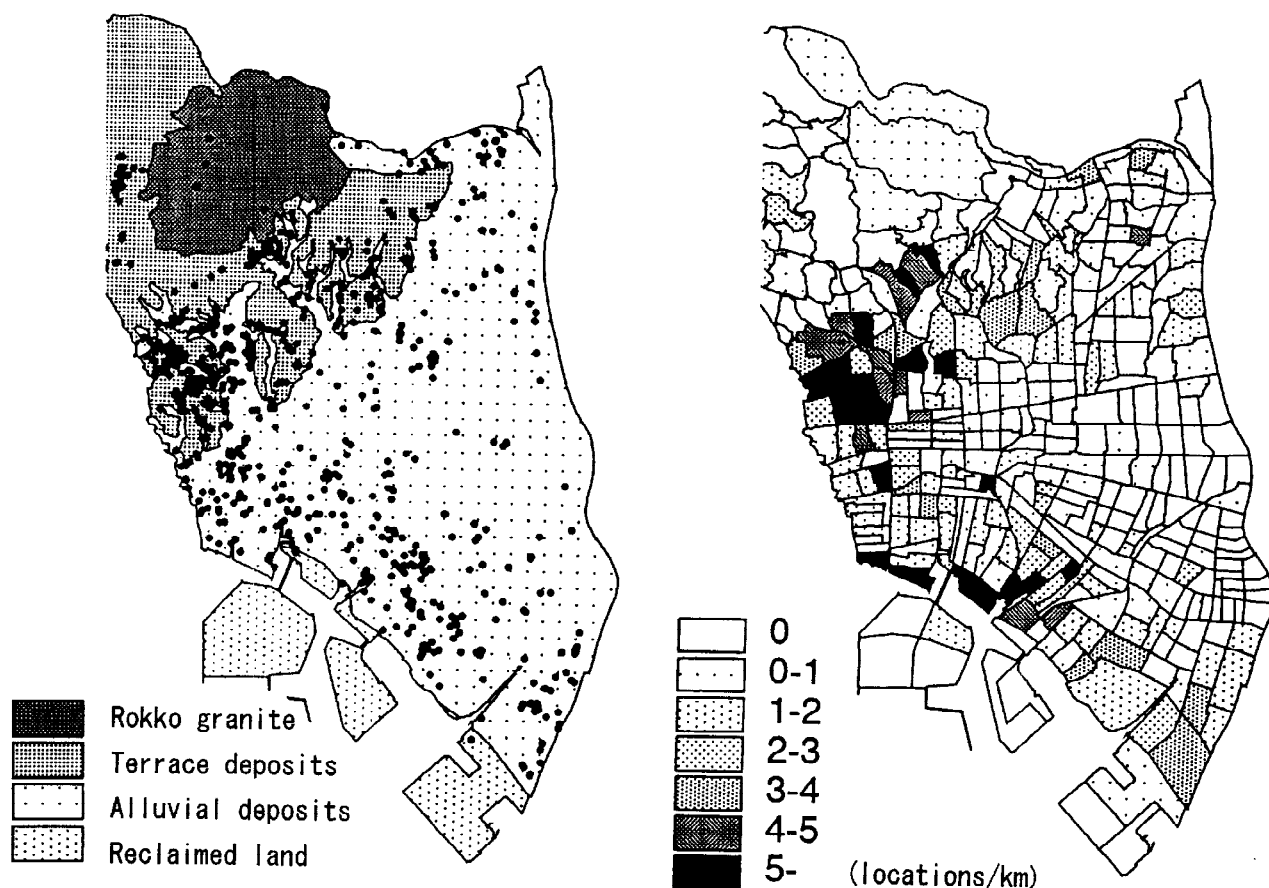 Rokko granite
Terrace deposits
Alluvial deposits
Reclaimed land
0
0-1
1-2
2-3
3-4
4-5
5- (locations/km)